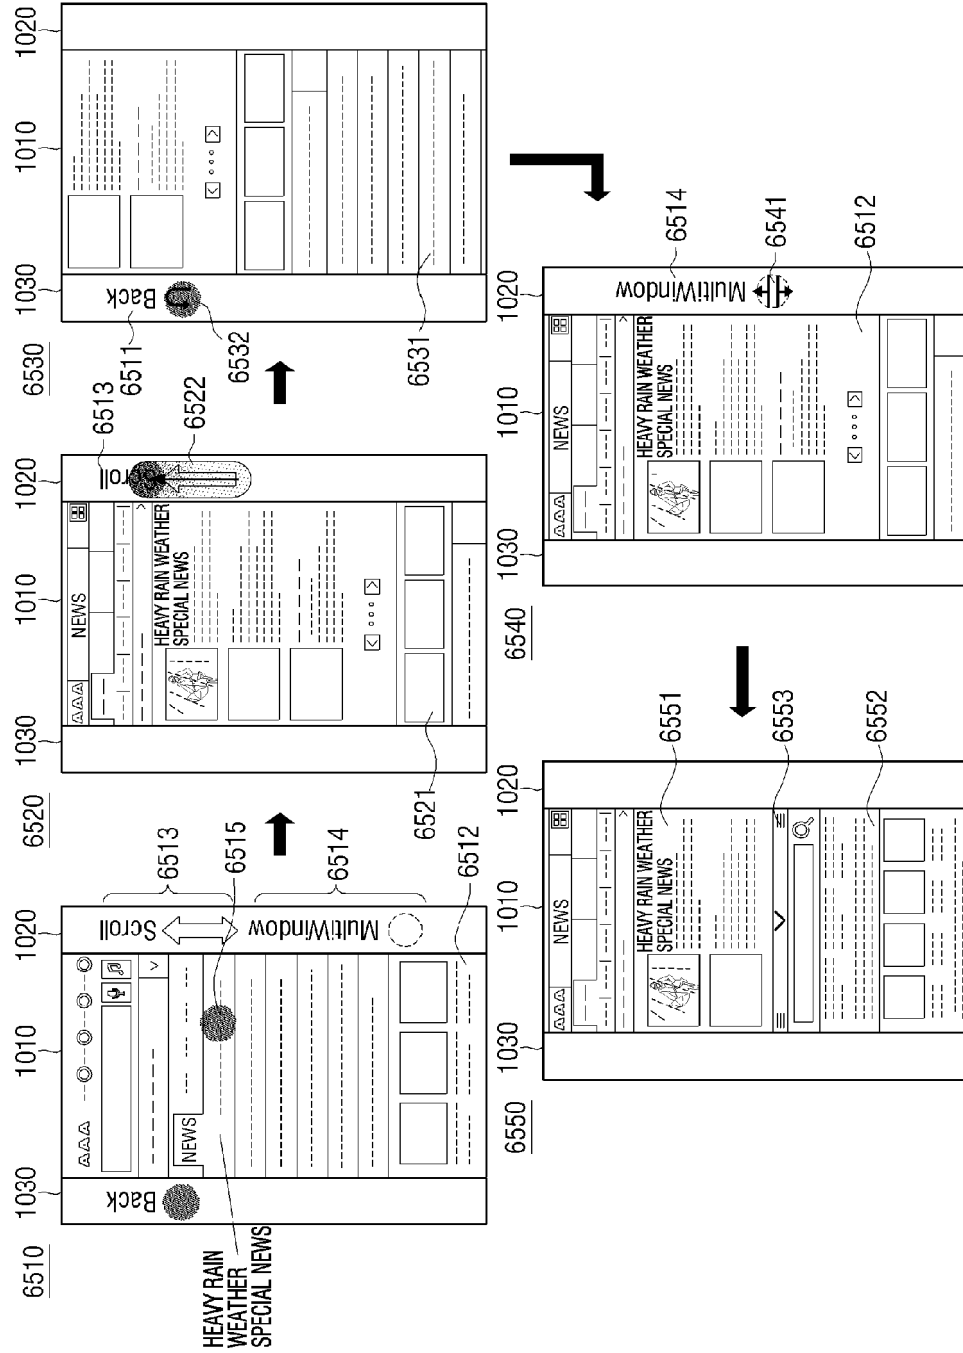 6510
1030
1010
1020
Back
AAA
NEWS
HEAVY RAIN
WEATHER
SPECIAL NEWS
Scroll
MultiWindow
6513
6515
6514
6512
6520
1030
1010
1020
AAA
NEWS
HEAVY RAIN WEATHER
SPECIAL NEWS
Scroll
6513
6522
6521
6530
1030
1010
1020
Back
6511
6532
6531
6550
1030
1010
1020
AAA
NEWS
HEAVY RAIN WEATHER
SPECIAL NEWS
6551
6553
6552
6540
1030
1010
1020
AAA
NEWS
HEAVY RAIN WEATHER
SPECIAL NEWS
MultiWindow
6514
6541
6512